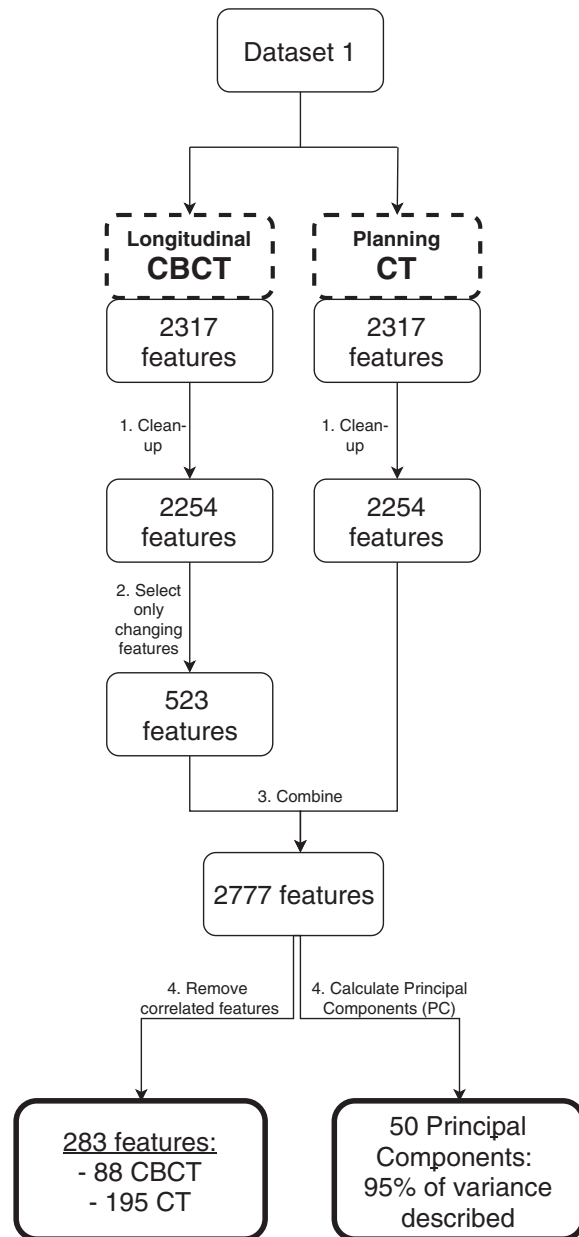 Dataset 1
Longitudinal
CBCT
Planning
CT
2317
features
2317
features
1. Clean-
up
1. Clean-
up
2254
features
2254
features
2. Select
only
changing
features
523
features
3. Combine
2777 features
4. Remove
correlated features
4. Calculate Principal
Components (PC)
283 features:
- 88 CBCT
- 195 CT
50 Principal
Components:
95% of variance
described